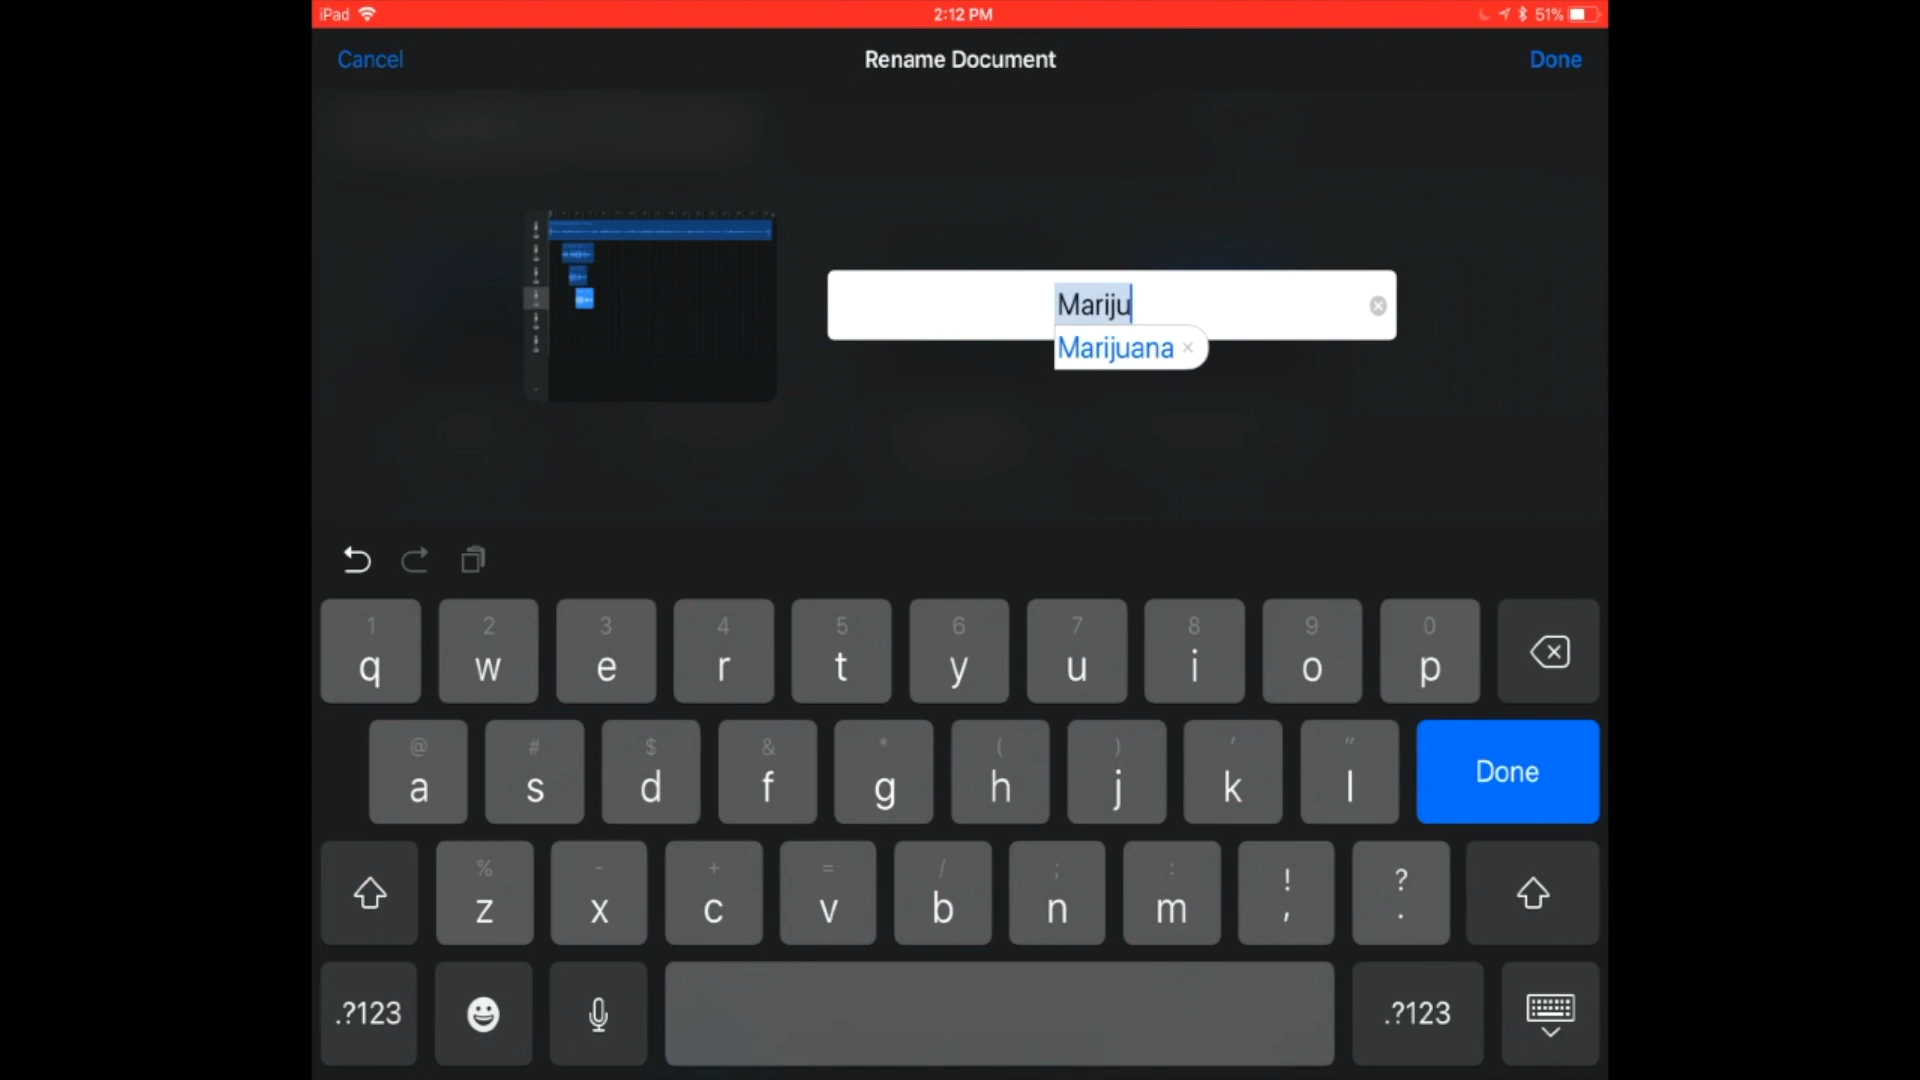 iPad 2:12 PM 51%
Cancel Rename Document Done
Mariju
Marijuana ×
1 2 3 4 5 6 7 8 9 0
q w e r t y u i o p
@ # $ & * ( ) ' "
a s d f g h j k l Done
% - + = / ; : ! ?
z x c v b n m , .
.?123 .?123